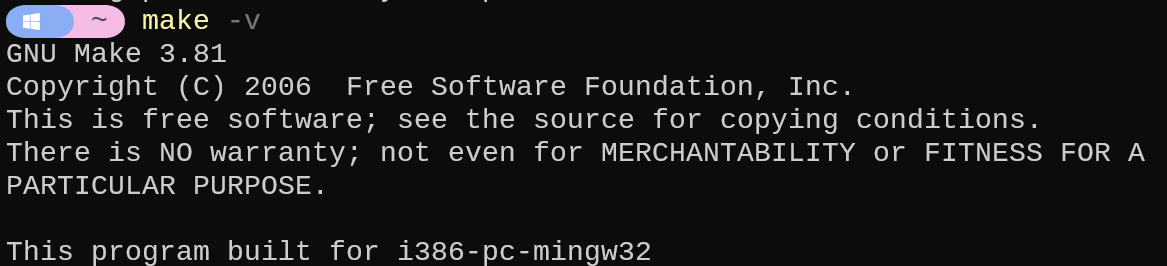 ~ make -v
GNU Make 3.81
Copyright (C) 2006  Free Software Foundation, Inc.
This is free software; see the source for copying conditions.
There is NO warranty; not even for MERCHANTABILITY or FITNESS FOR A
PARTICULAR PURPOSE.

This program built for i386-pc-mingw32